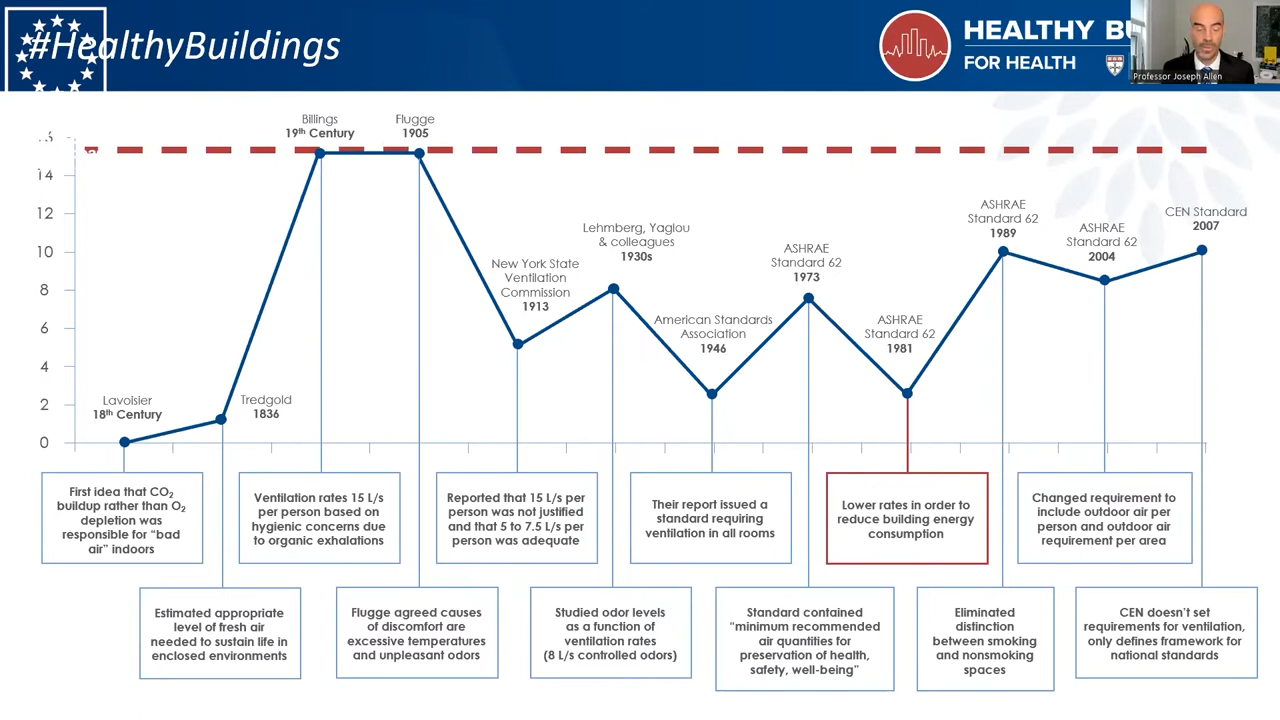 #HealthyBuildings
HEALTHY BU
FOR HEALTH
Professor Joseph Allen
Billings
19th Century
Flugge
1905
14
12
10
8
6
4
2
0
Lavoisier
18th Century
Tredgold
1836
New York State
Ventilation
Commission
1913
Lehmberg, Yaglou
& colleagues
1930s
American Standards
Association
1946
ASHRAE
Standard 62
1973
ASHRAE
Standard 62
1981
ASHRAE
Standard 62
1989
ASHRAE
Standard 62
2004
CEN Standard
2007
First idea that CO₂
buildup rather than O₂
depletion was
responsible for "bad
air" indoors
Ventilation rates 15 L/s
per person based on
hygienic concerns due
to organic exhalations
Reported that 15 L/s per
person was not justified
and that 5 to 7.5 L/s per
person was adequate
Their report issued a
standard requiring
ventilation in all rooms
Lower rates in order to
reduce building energy
consumption
Changed requirement to
include outdoor air per
person and outdoor air
requirement per area
Estimated appropriate
level of fresh air
needed to sustain life in
enclosed environments
Flugge agreed causes
of discomfort are
excessive temperatures
and unpleasant odors
Studied odor levels
as a function of
ventilation rates
(8 L/s controlled odors)
Standard contained
"minimum recommended
air quantities for
preservation of health,
safety, well-being"
Eliminated
distinction
between smoking
and nonsmoking
spaces
CEN doesn't set
requirements for ventilation,
only defines framework for
national standards